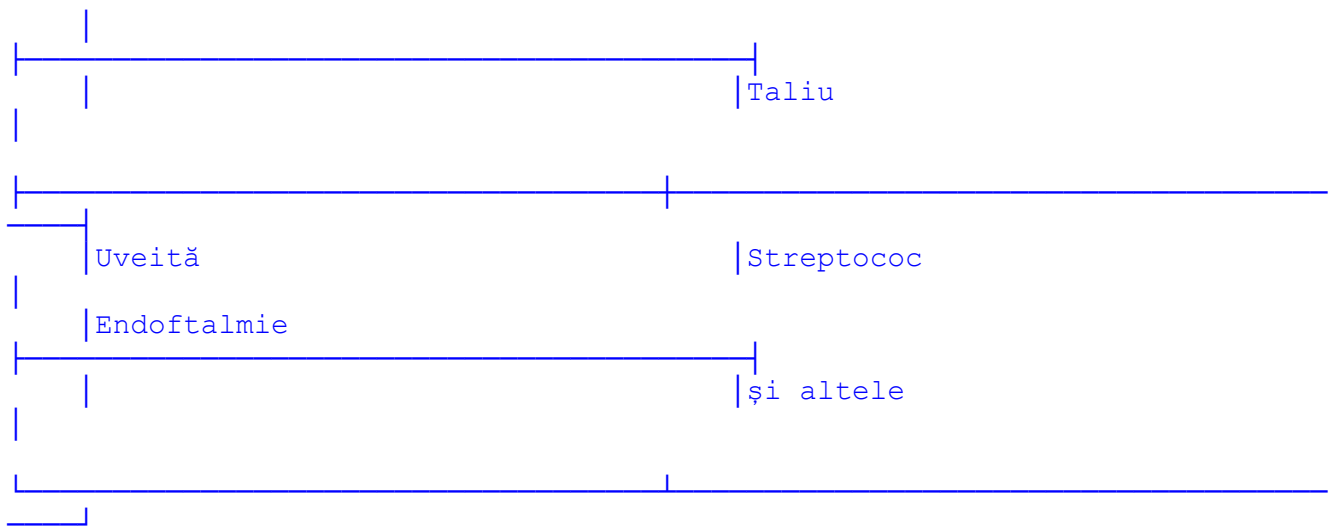 Taliu
Uveită
Streptococ
Endoftalmie
și altele